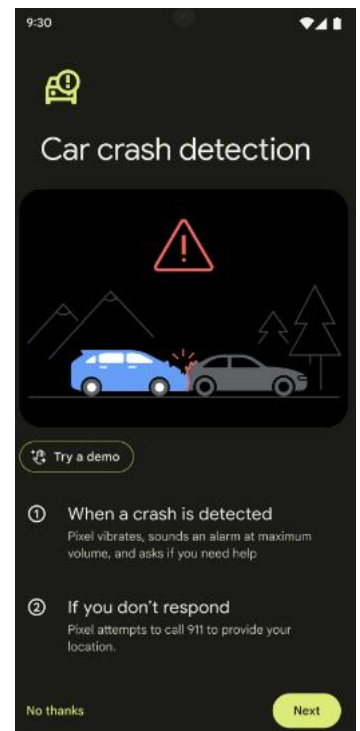 9:30
Car crash detection
Try a demo
1 When a crash is detected
Pixel vibrates, sounds an alarm at maximum
volume, and asks if you need help
2 If you don't respond
Pixel attempts to call 911 to provide your
location.
No thanks
Next